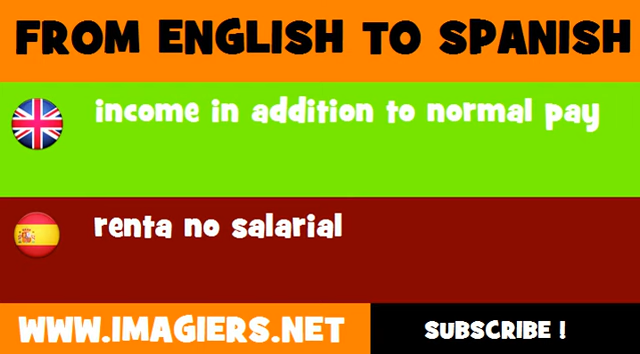 FROM ENGLISH TO SPANISH
income in addition to normal pay
renta no salarial
WWW.IMAGIERS.NET
SUBSCRIBE !